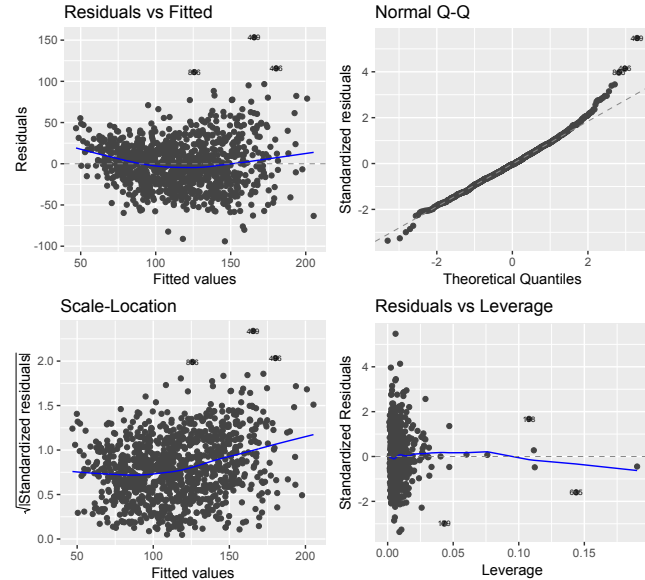 Residuals vs Fitted
Residuals
150
100
50
0
-50
-100
50
100
150
200
Fitted values
Normal Q-Q
Standardized residuals
4
2
0
-2
-2
0
2
Theoretical Quantiles
Scale-Location
√|Standardized residuals|
2.0
1.5
1.0
0.5
0.0
50
100
150
200
Fitted values
Residuals vs Leverage
Standardized Residuals
4
2
0
-2
0.00
0.05
0.10
0.15
Leverage